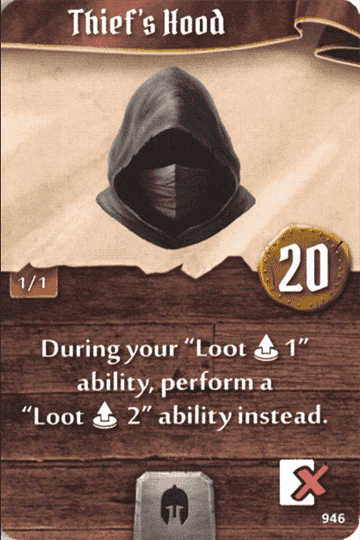 Thief's Hood
20
1/1
During your “Loot 1”
ability, perform a
“Loot 2” ability instead.
946